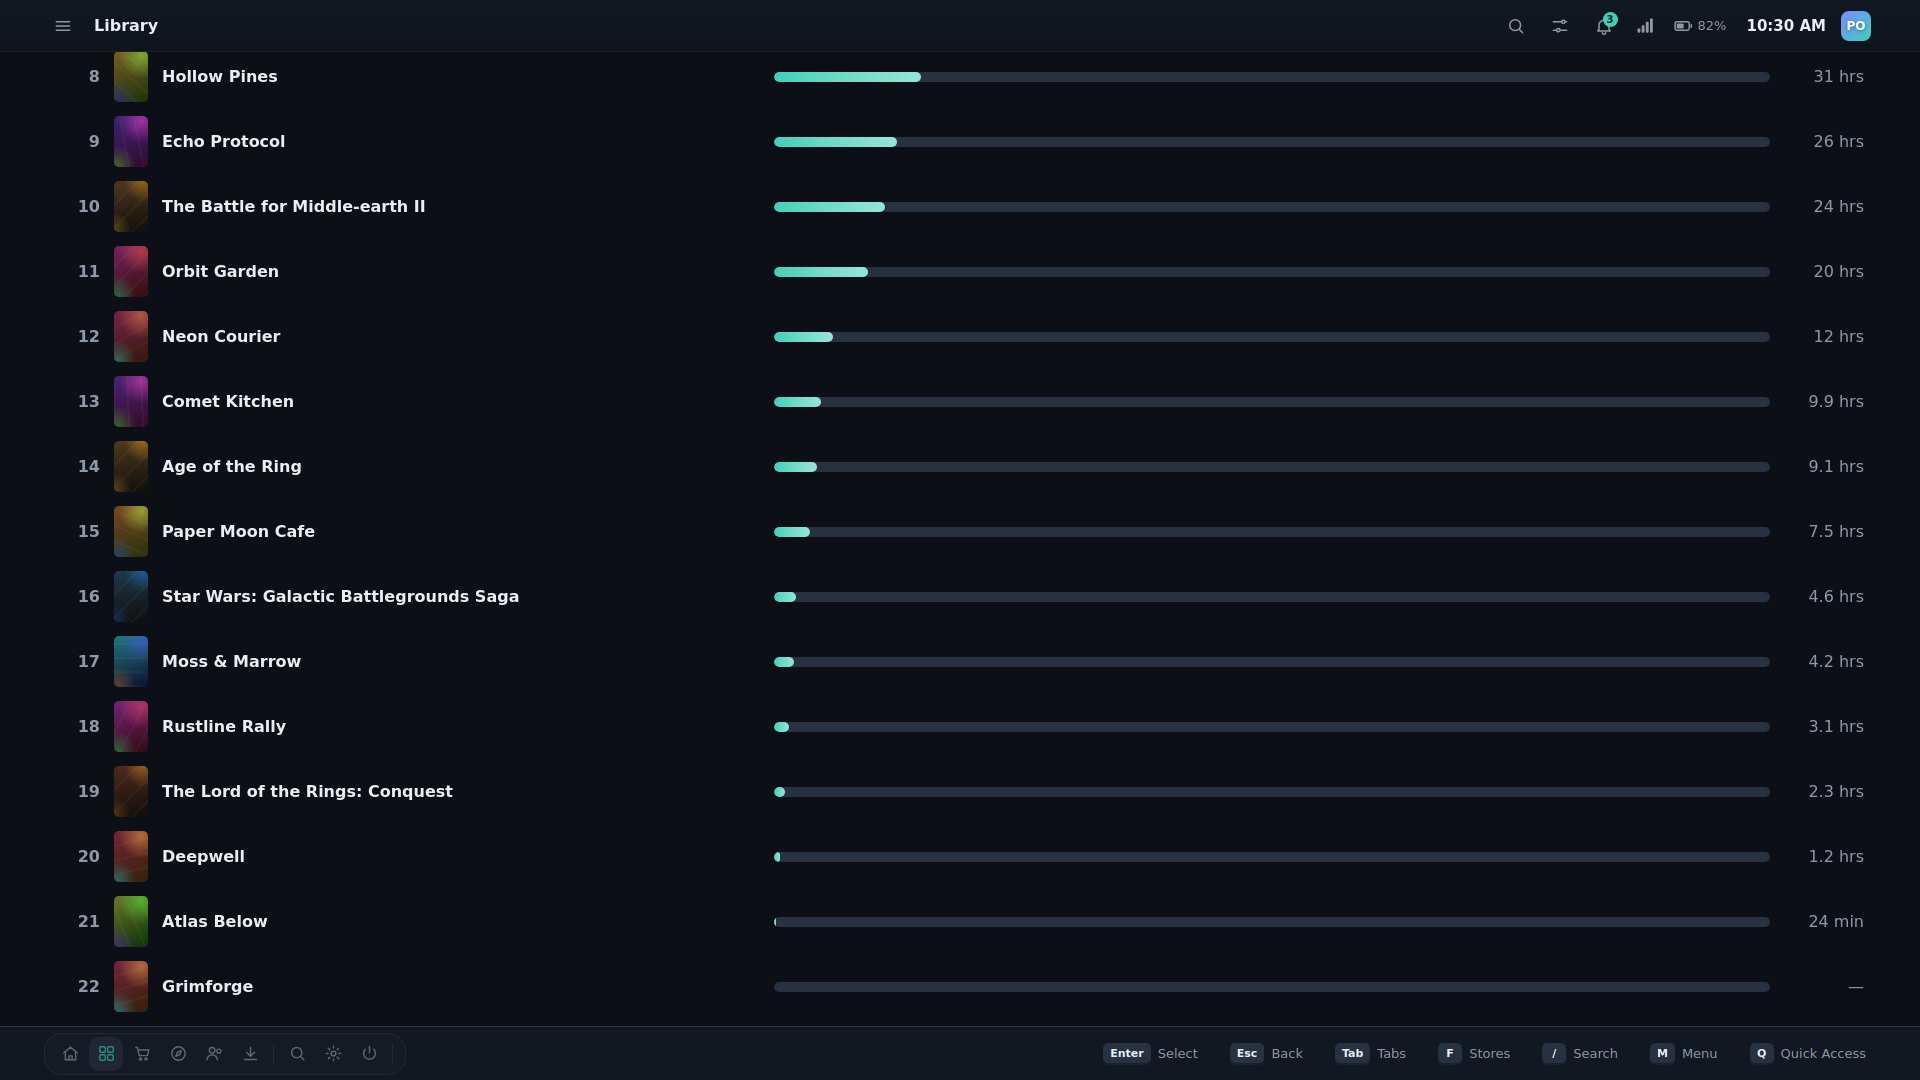 Library
3
82%
10:30 AM
PO
8 Hollow Pines 31 hrs
9 Echo Protocol 26 hrs
10 The Battle for Middle-earth II 24 hrs
11 Orbit Garden 20 hrs
12 Neon Courier 12 hrs
13 Comet Kitchen 9.9 hrs
14 Age of the Ring 9.1 hrs
15 Paper Moon Cafe 7.5 hrs
16 Star Wars: Galactic Battlegrounds Saga 4.6 hrs
17 Moss & Marrow 4.2 hrs
18 Rustline Rally 3.1 hrs
19 The Lord of the Rings: Conquest 2.3 hrs
20 Deepwell 1.2 hrs
21 Atlas Below 24 min
22 Grimforge —
Enter Select Esc Back Tab Tabs F Stores / Search M Menu Q Quick Access